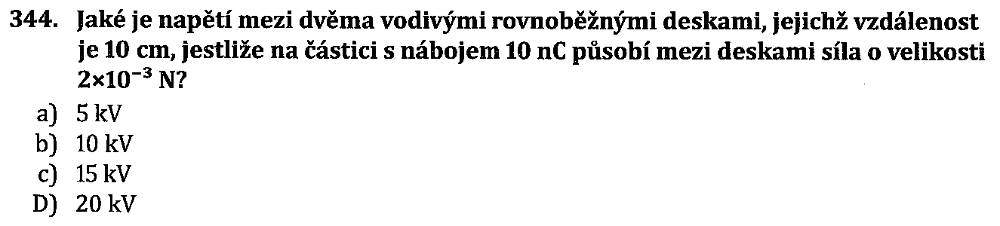 344. Jaké je napětí mezi dvěma vodivými rovnoběžnými deskami, jejichž vzdálenost
je 10 cm, jestliže na částici s nábojem 10 nC působí mezi deskami síla o velikosti
2×10⁻³ N?
a) 5 kV
b) 10 kV
c) 15 kV
D) 20 kV